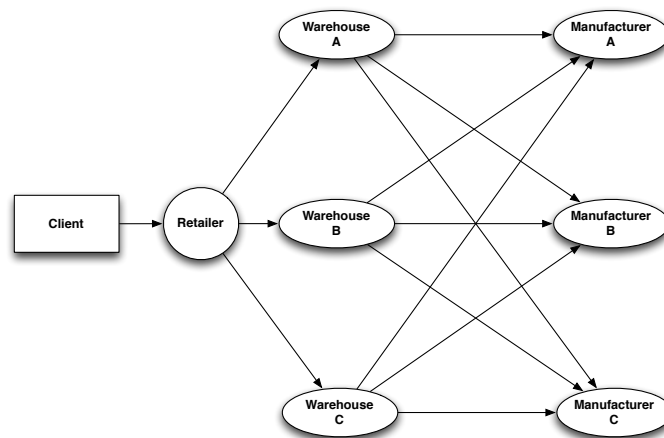 Warehouse
A
Manufacturer
A
Client
Retailer
Warehouse
B
Manufacturer
B
Warehouse
C
Manufacturer
C